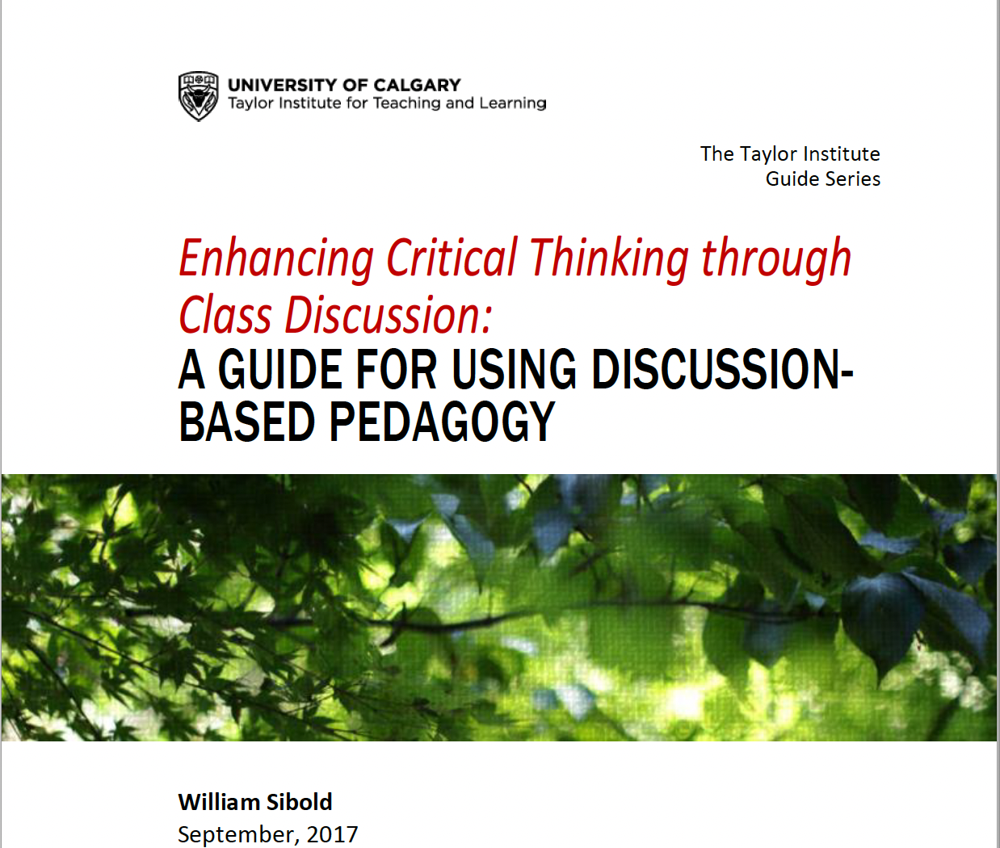 UNIVERSITY OF CALGARY
Taylor Institute for Teaching and Learning
The Taylor Institute
Guide Series
Enhancing Critical Thinking through
Class Discussion:
A GUIDE FOR USING DISCUSSION-
BASED PEDAGOGY
William Sibold
September, 2017